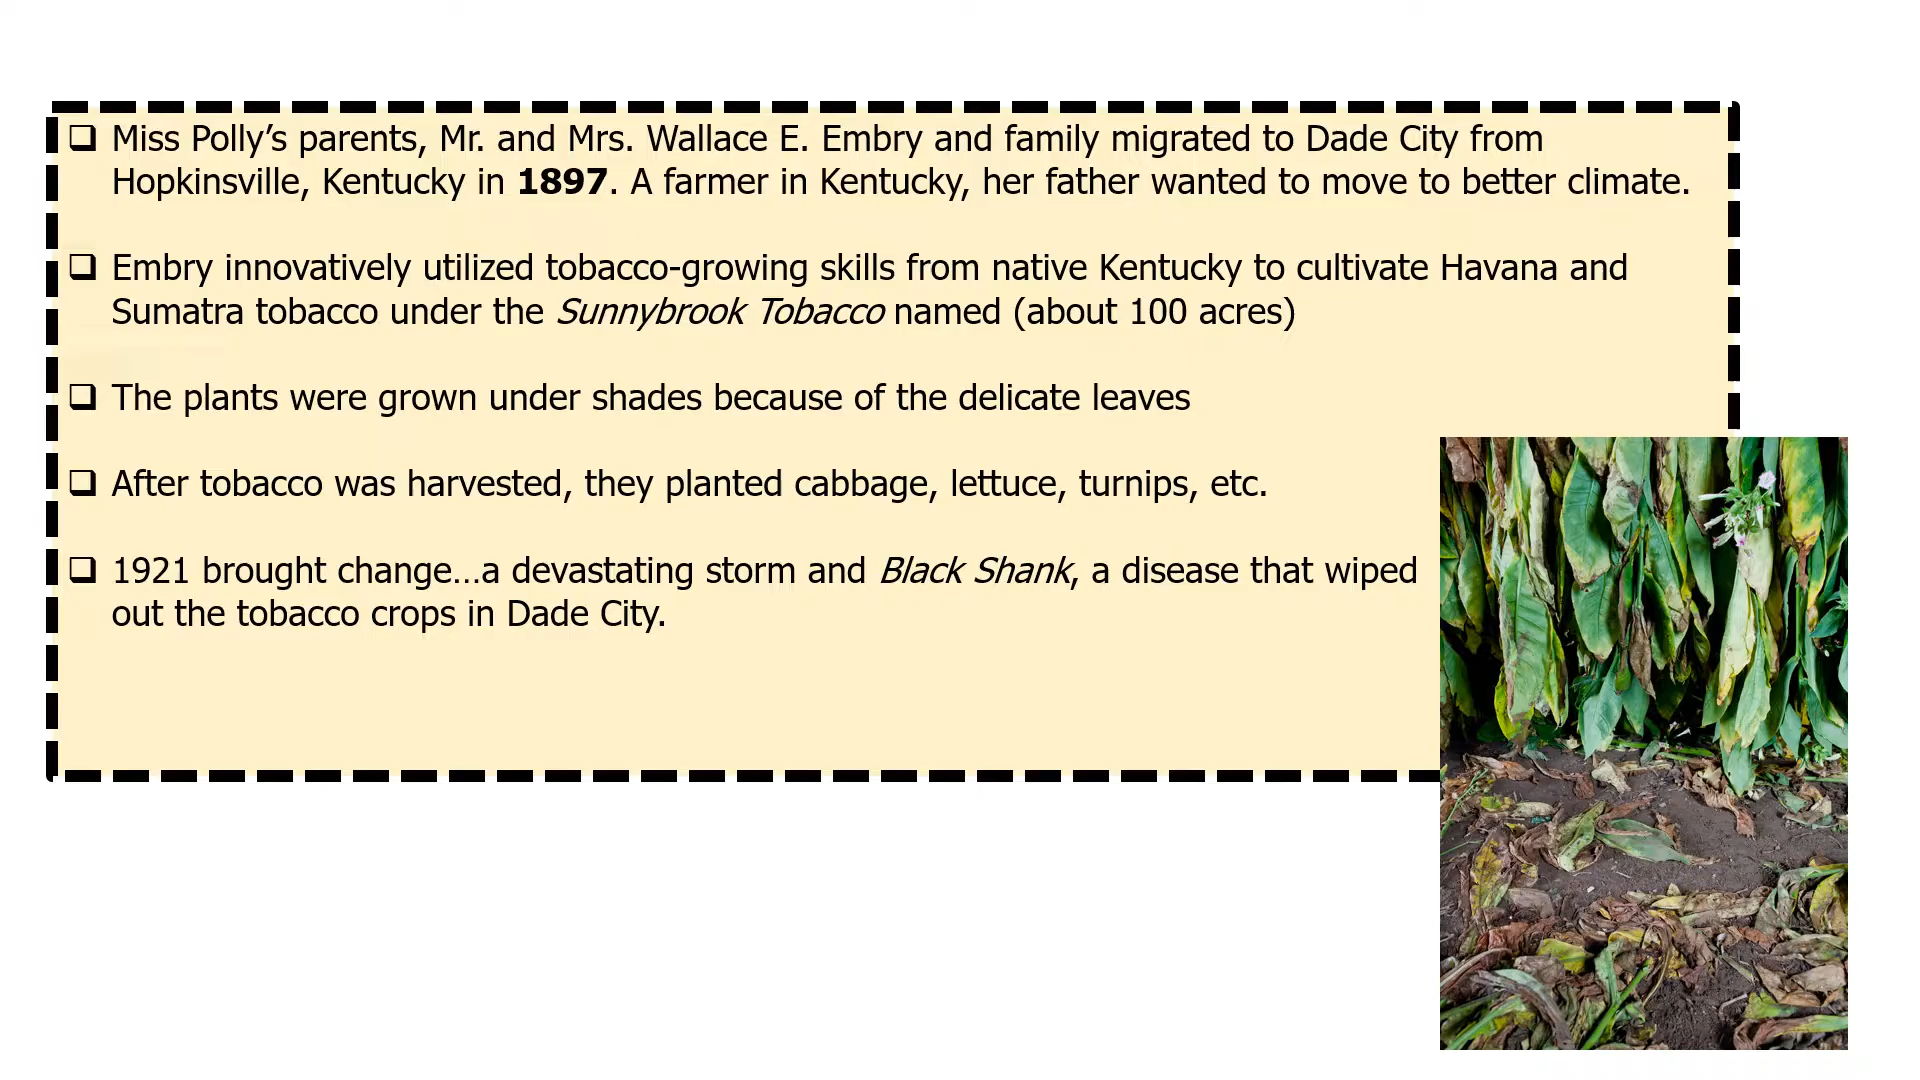 Miss Polly’s parents, Mr. and Mrs. Wallace E. Embry and family migrated to Dade City from
Hopkinsville, Kentucky in 1897. A farmer in Kentucky, her father wanted to move to better climate.
Embry innovatively utilized tobacco-growing skills from native Kentucky to cultivate Havana and
Sumatra tobacco under the Sunnybrook Tobacco named (about 100 acres)
The plants were grown under shades because of the delicate leaves
After tobacco was harvested, they planted cabbage, lettuce, turnips, etc.
1921 brought change…a devastating storm and Black Shank, a disease that wiped
out the tobacco crops in Dade City.